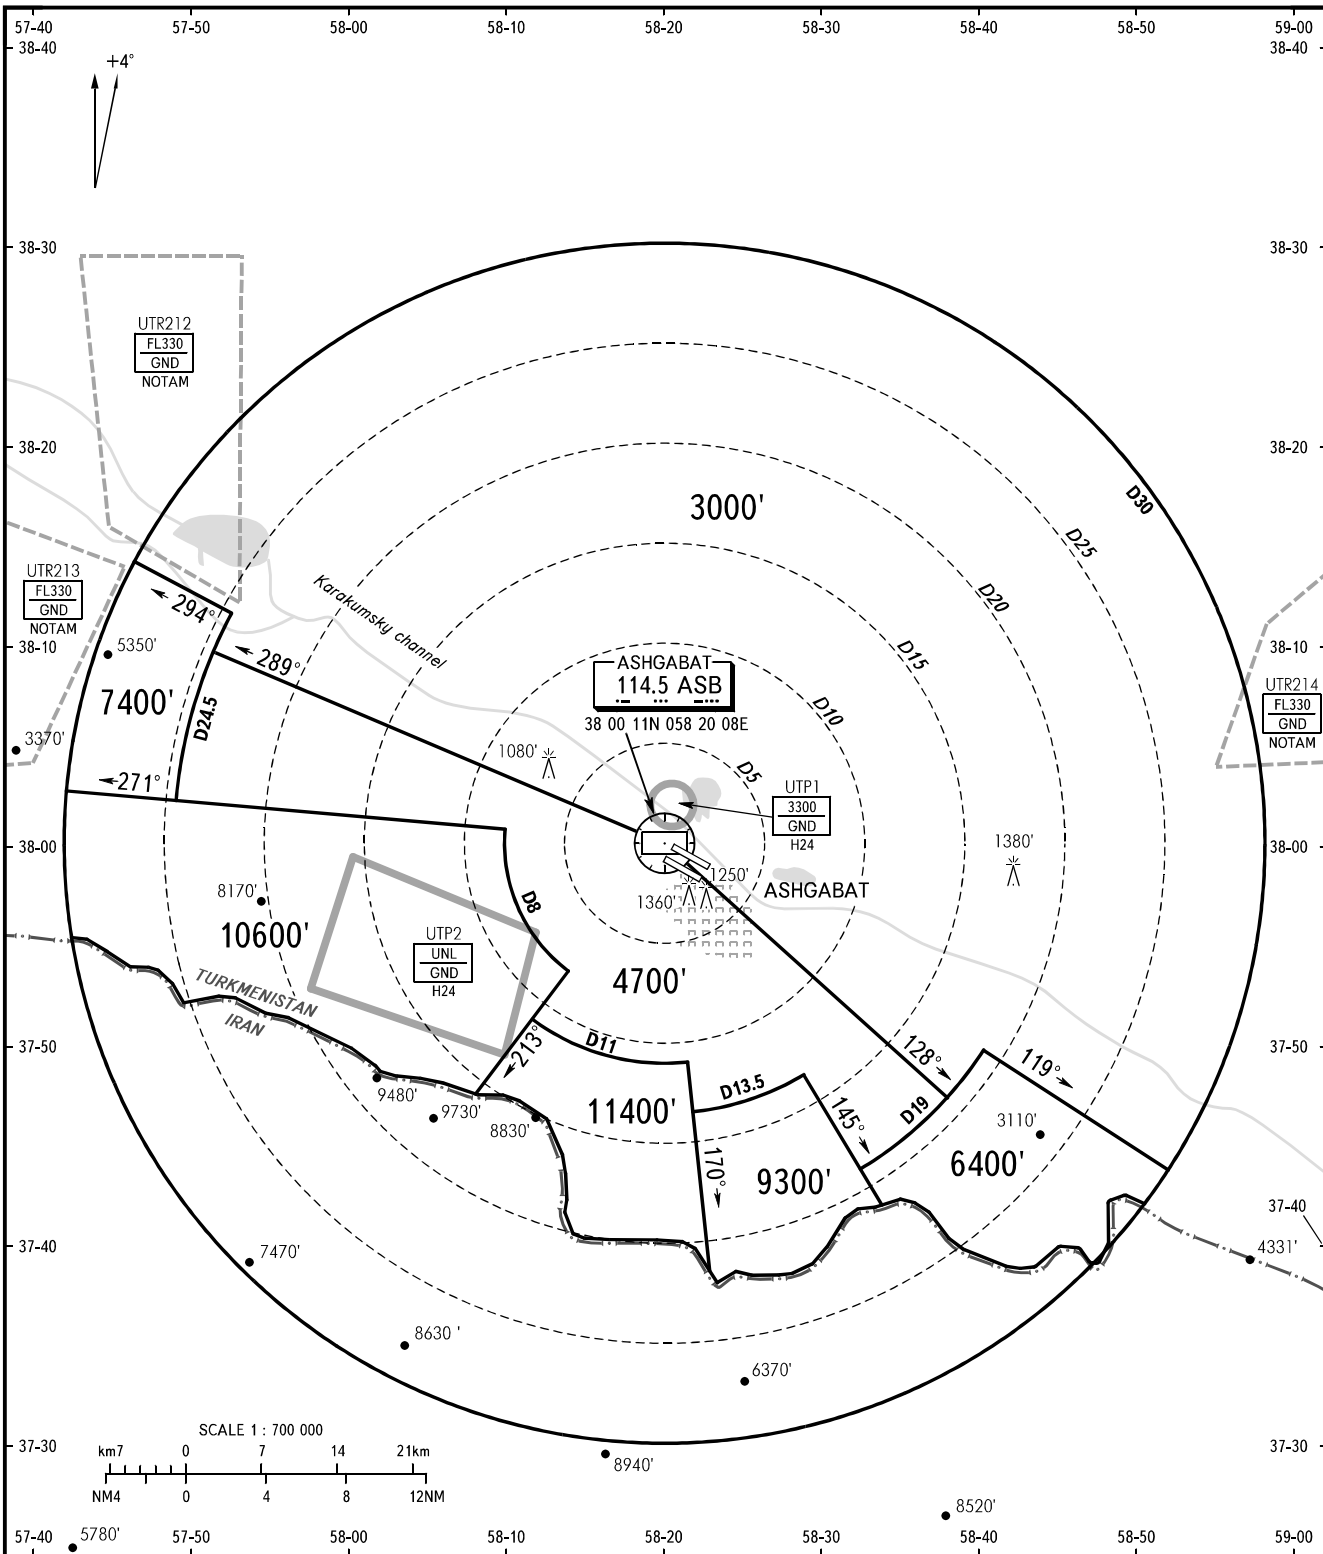 57-40 57-50 58-00 58-10 58-20 58-30 58-40 58-50 59-00
38-40 38-40
+4°
38-30 38-30
UTR212
FL330
GND
NOTAM
38-20 38-20
D30
3000'
D25
UTR213
FL330
GND
NOTAM
294°
Karakumsky channel
D20
5350'
289°
D15
38-10 38-10
ASHGABAT
114.5 ASB
38 00 11N 058 20 08E
UTR214
FL330
GND
NOTAM
7400'
D24.5
D10
3370'
1080'
D5
271°
UTP1
3300
GND
H24
38-00 38-00
1380'
1250'
1360'
ASHGABAT
8170'
D8
10600'
UTP2
UNL
GND
H24
4700'
TURKMENISTAN
IRAN
37-50 37-50
213°
D11
128°
119°
9480'
9730'
8830'
11400'
D13.5
145°
D19
3110'
170°
9300'
6400'
37-40
37-40
7470'
4331'
8630 '
6370'
SCALE 1 : 700 000
km7 0 7 14 21km
NM4 0 4 8 12NM
37-30 37-30
8940'
8520'
5780'
57-40 57-50 58-00 58-10 58-20 58-30 58-40 58-50 59-00